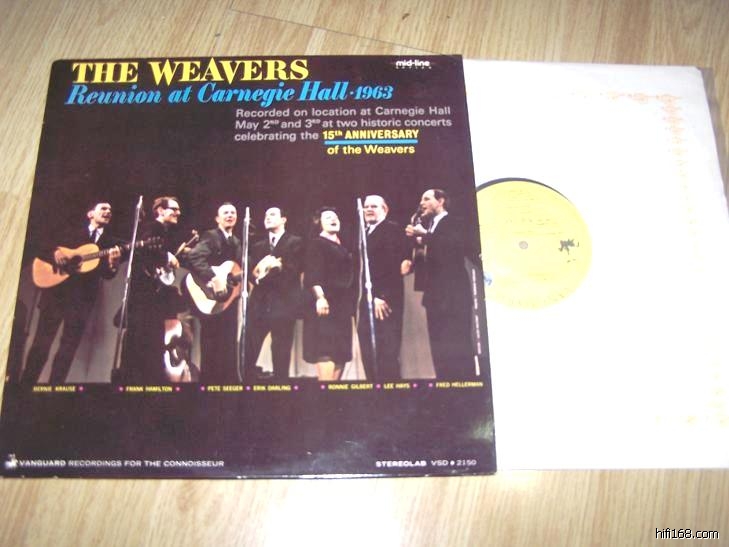 mid-line
SERIES
THE WEAVERS
Reunion at Carnegie Hall·1963
Recorded on location at Carnegie Hall
May 2ND and 3RD at two historic concerts
celebrating the 15th ANNIVERSARY
of the Weavers
BERNIE KRAUSE FRANK HAMILTON PETE SEEGER ERIK DARLING RONNIE GILBERT LEE HAYS FRED HELLERMAN
VANGUARD RECORDINGS FOR THE CONNOISSEUR STEREOLAB VSD 2150
hifi168.com